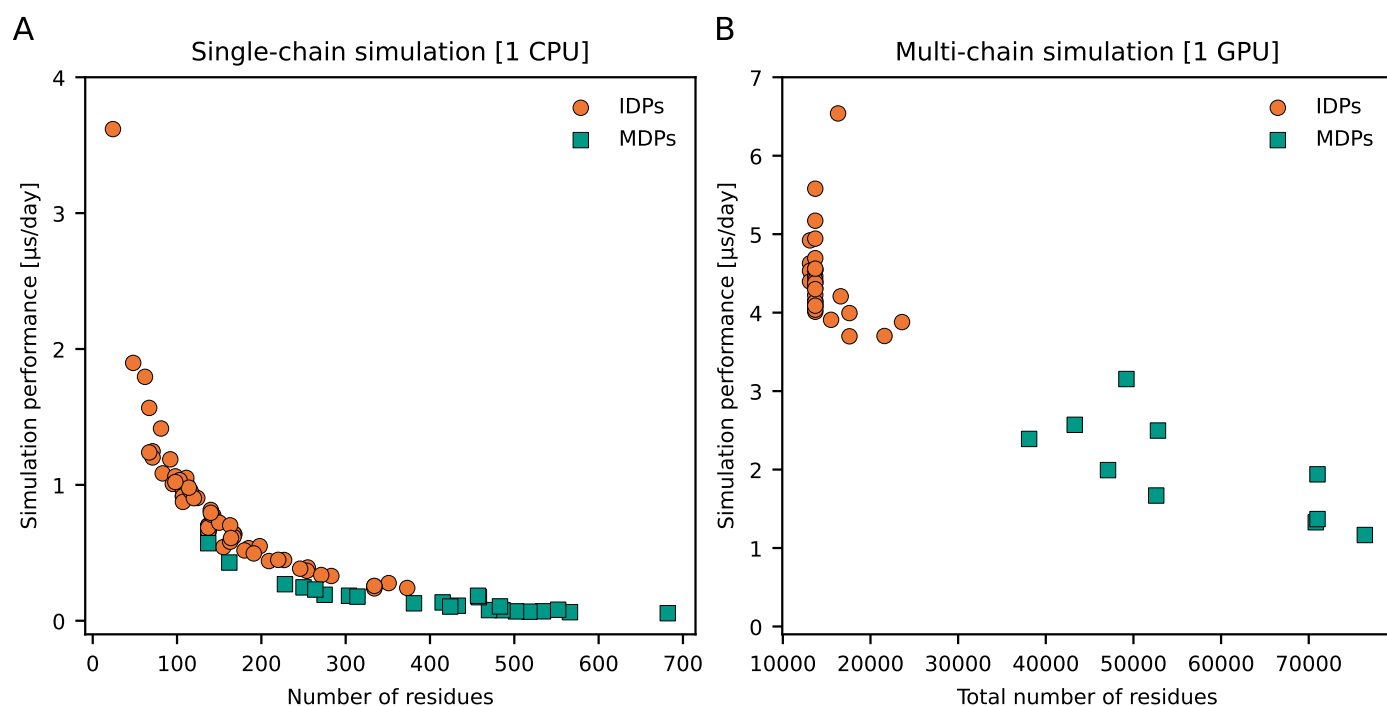 A
Single-chain simulation [1 CPU]
Simulation performance [µs/day]
4
3
2
1
0
IDPs
MDPs
0 100 200 300 400 500 600 700
Number of residues
B
Multi-chain simulation [1 GPU]
Simulation performance [µs/day]
7
6
5
4
3
2
1
0
IDPs
MDPs
10000 20000 30000 40000 50000 60000 70000
Total number of residues